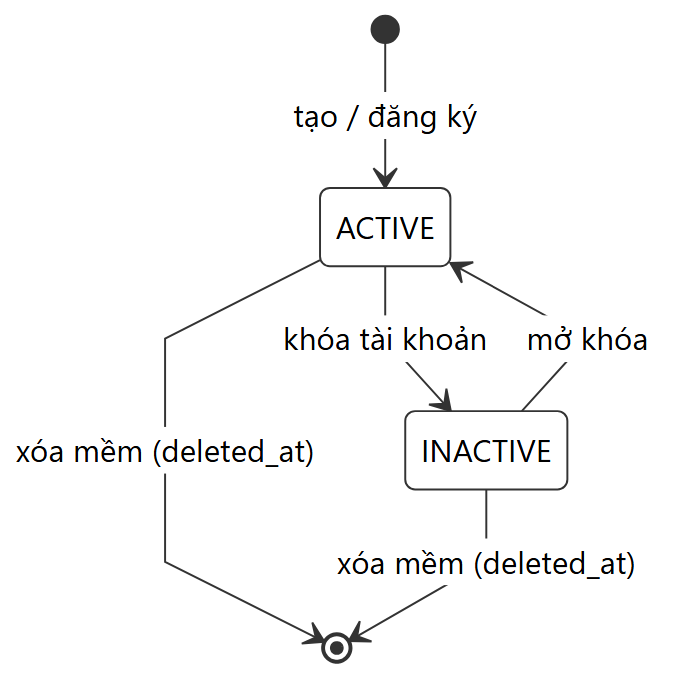 tạo / đăng ký
ACTIVE
khóa tài khoản
mở khóa
xóa mềm (deleted_at)
INACTIVE
xóa mềm (deleted_at)